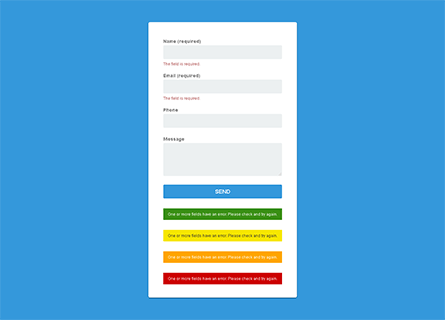 Name (required)
The field is required.
Email (required)
The field is required.
Phone
Message
SEND
One or more fields have an error. Please check and try again.
One or more fields have an error. Please check and try again.
One or more fields have an error. Please check and try again.
One or more fields have an error. Please check and try again.